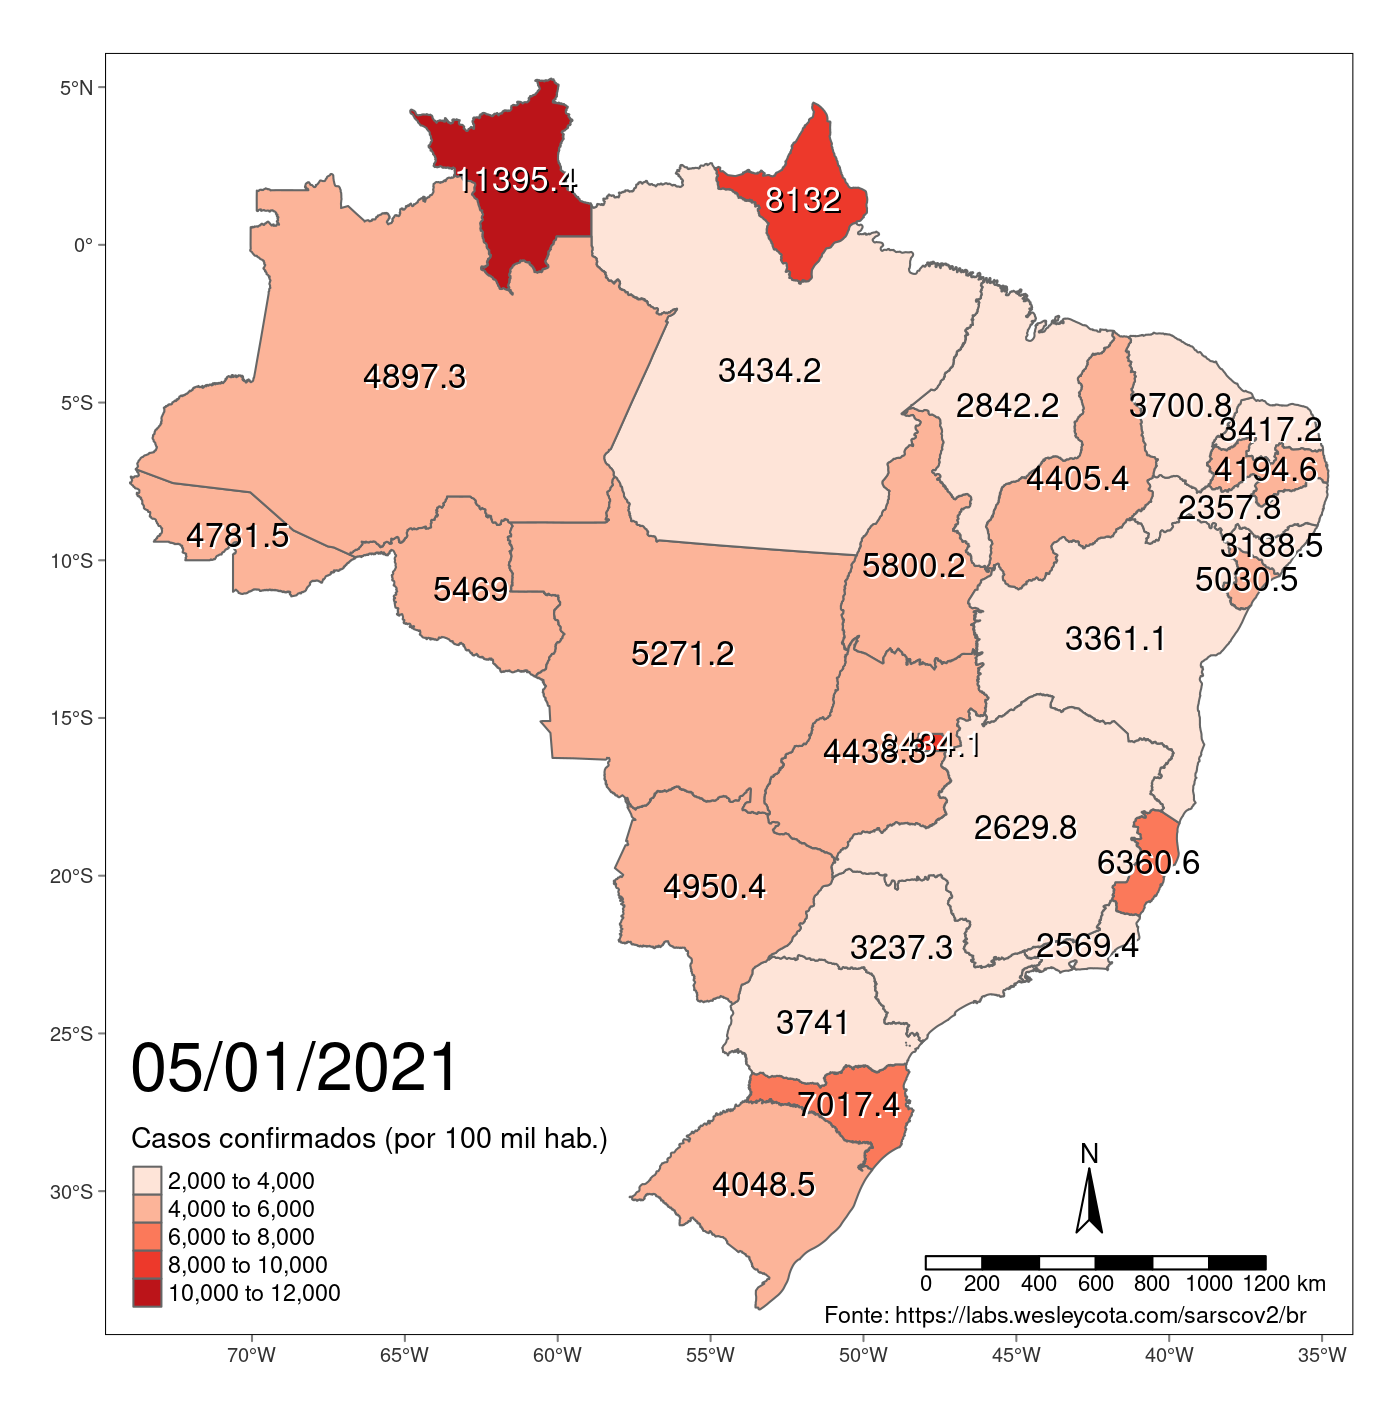 5°N
0°
5°S
10°S
15°S
20°S
25°S
30°S
11395.4
8132
4897.3
3434.2
2842.2
3700.8
3417.2
4405.4
4194.6
2357.8
4781.5
3188.5
5800.2
5030.5
5469
5271.2
3361.1
4438.3
2629.8
6360.6
4950.4
3237.3
2569.4
3741
7017.4
4048.5
05/01/2021
Casos confirmados (por 100 mil hab.)
2,000 to 4,000
4,000 to 6,000
6,000 to 8,000
8,000 to 10,000
10,000 to 12,000
N
0 200 400 600 800 1000 1200 km
Fonte: https://labs.wesleycota.com/sarscov2/br
70°W 65°W 60°W 55°W 50°W 45°W 40°W 35°W